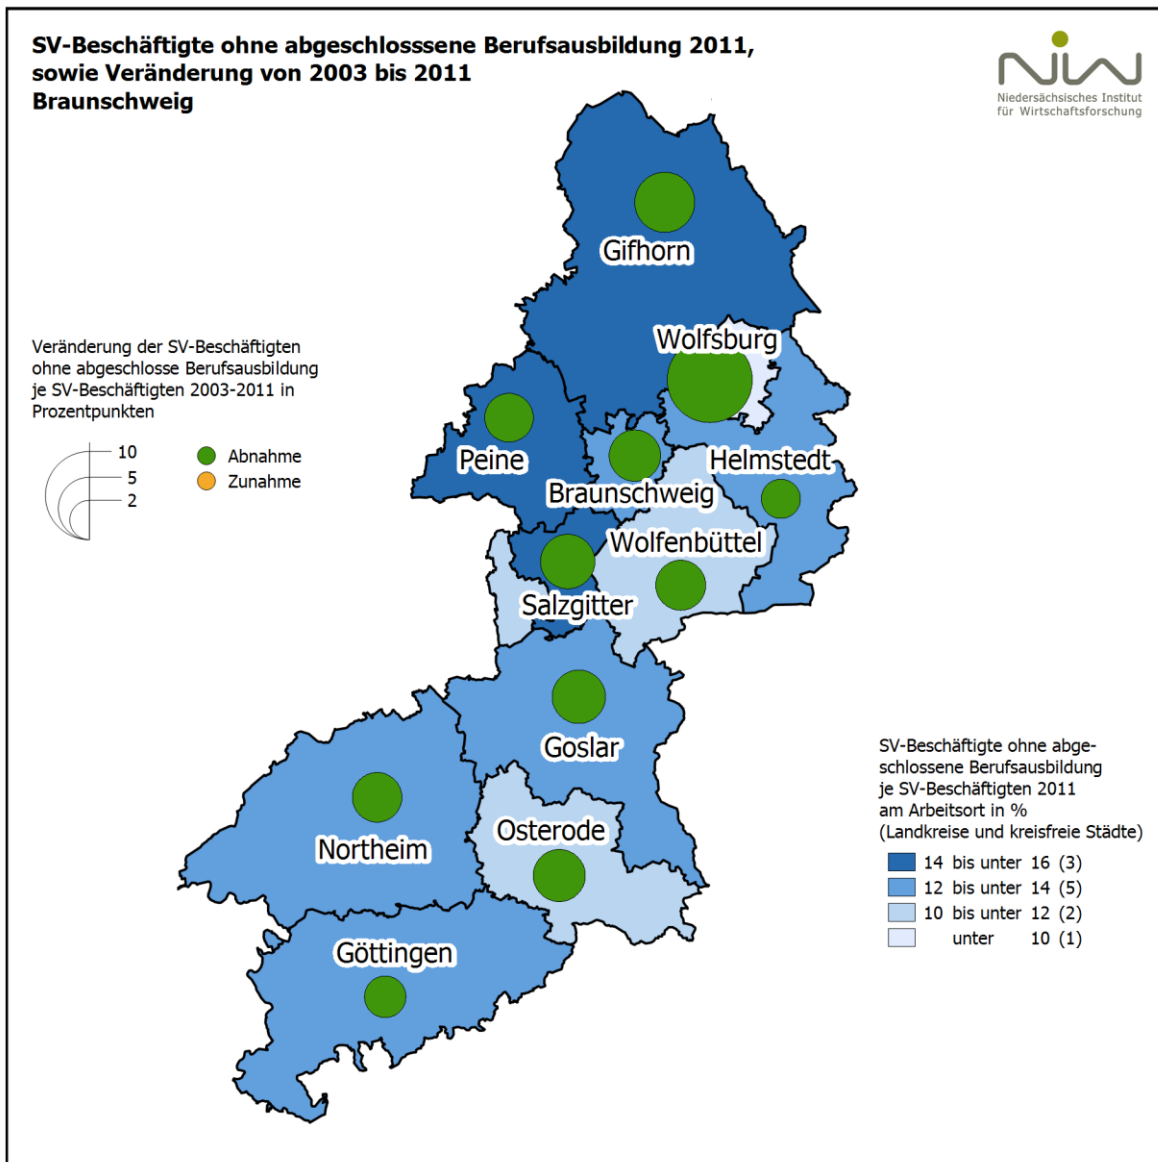 SV-Beschäftigte ohne abgeschlosssene Berufsausbildung 2011,
sowie Veränderung von 2003 bis 2011
Braunschweig
NIW
Niedersächsisches Institut
für Wirtschaftsforschung
Gifhorn
Wolfsburg
Veränderung der SV-Beschäftigten
ohne abgeschlosse Berufsausbildung
je SV-Beschäftigten 2003-2011 in
Prozentpunkten
10
5
2
Abnahme
Zunahme
Peine
Helmstedt
Braunschweig
Wolfenbüttel
Salzgitter
Goslar
Osterode
Northeim
Göttingen
SV-Beschäftigte ohne abge-
schlossene Berufsausbildung
je SV-Beschäftigten 2011
am Arbeitsort in %
(Landkreise und kreisfreie Städte)
14 bis unter 16 (3)
12 bis unter 14 (5)
10 bis unter 12 (2)
unter 10 (1)